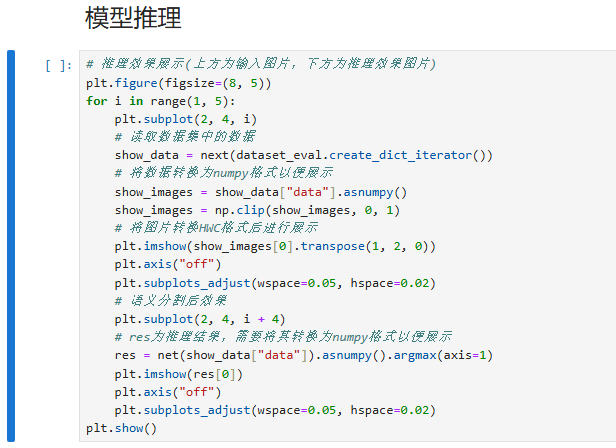 模型推理
[ ]: # 推理效果展示(上方为输入图片，下方为推理效果图片)
plt.figure(figsize=(8, 5))
for i in range(1, 5):
    plt.subplot(2, 4, i)
    # 读取数据集中的数据
    show_data = next(dataset_eval.create_dict_iterator())
    # 将数据转换为numpy格式以便展示
    show_images = show_data["data"].asnumpy()
    show_images = np.clip(show_images, 0, 1)
    # 将图片转换HWC格式后进行展示
    plt.imshow(show_images[0].transpose(1, 2, 0))
    plt.axis("off")
    plt.subplots_adjust(wspace=0.05, hspace=0.02)
    # 语义分割后效果
    plt.subplot(2, 4, i + 4)
    # res为推理结果，需要将其转换为numpy格式以便展示
    res = net(show_data["data"]).asnumpy().argmax(axis=1)
    plt.imshow(res[0])
    plt.axis("off")
    plt.subplots_adjust(wspace=0.05, hspace=0.02)
plt.show()